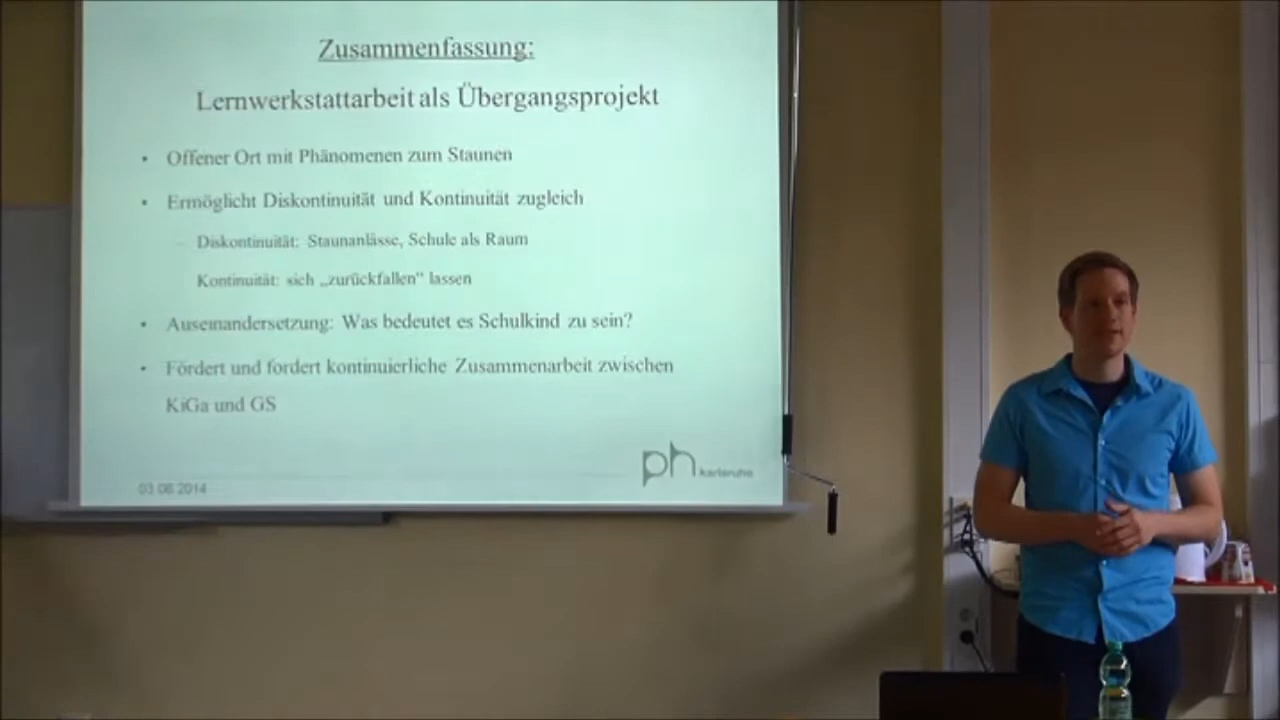 Zusammenfassung:
Lernwerkstattarbeit als Übergangsprojekt
• Offener Ort mit Phänomenen zum Staunen
• Ermöglicht Diskontinuität und Kontinuität zugleich
– Diskontinuität: Staunanlässe, Schule als Raum
Kontinuität: sich „zurückfallen“ lassen
• Auseinandersetzung: Was bedeutet es Schulkind zu sein?
• Fördert und fordert kontinuierliche Zusammenarbeit zwischen
KiGa und GS
ph karlsruhe
03.06.2014